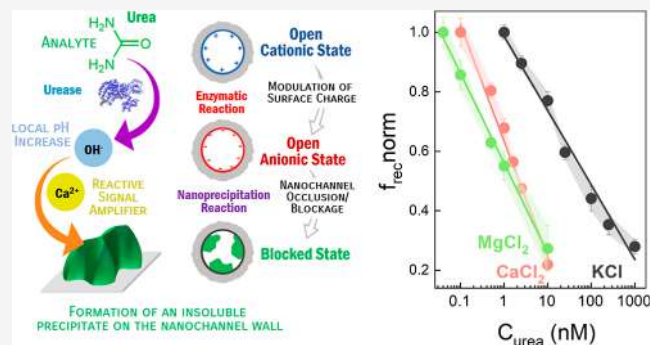 Urea
ANALYTE
NH₂
C=O
H₂N
Urease
LOCAL PH
INCREASE
OH⁻
Ca²⁺
REACTIVE
SIGNAL
AMPLIFIER
FORMATION OF AN INSOLUBLE
PRECIPITATE ON THE NANOCHANNEL WALL
Open
Cationic State
Enzymatic
Reaction
MODULATION OF
SURFACE CHARGE
Open
Anionic State
Nanoprecipitation
Reaction
NANOCHANNEL
OCCLUSION/
BLOCKAGE
Blocked State
f_rec norm
1.0
0.8
0.6
0.4
0.2
MgCl₂
CaCl₂
KCl
0.1 1 10 100 1000
C_urea (nM)